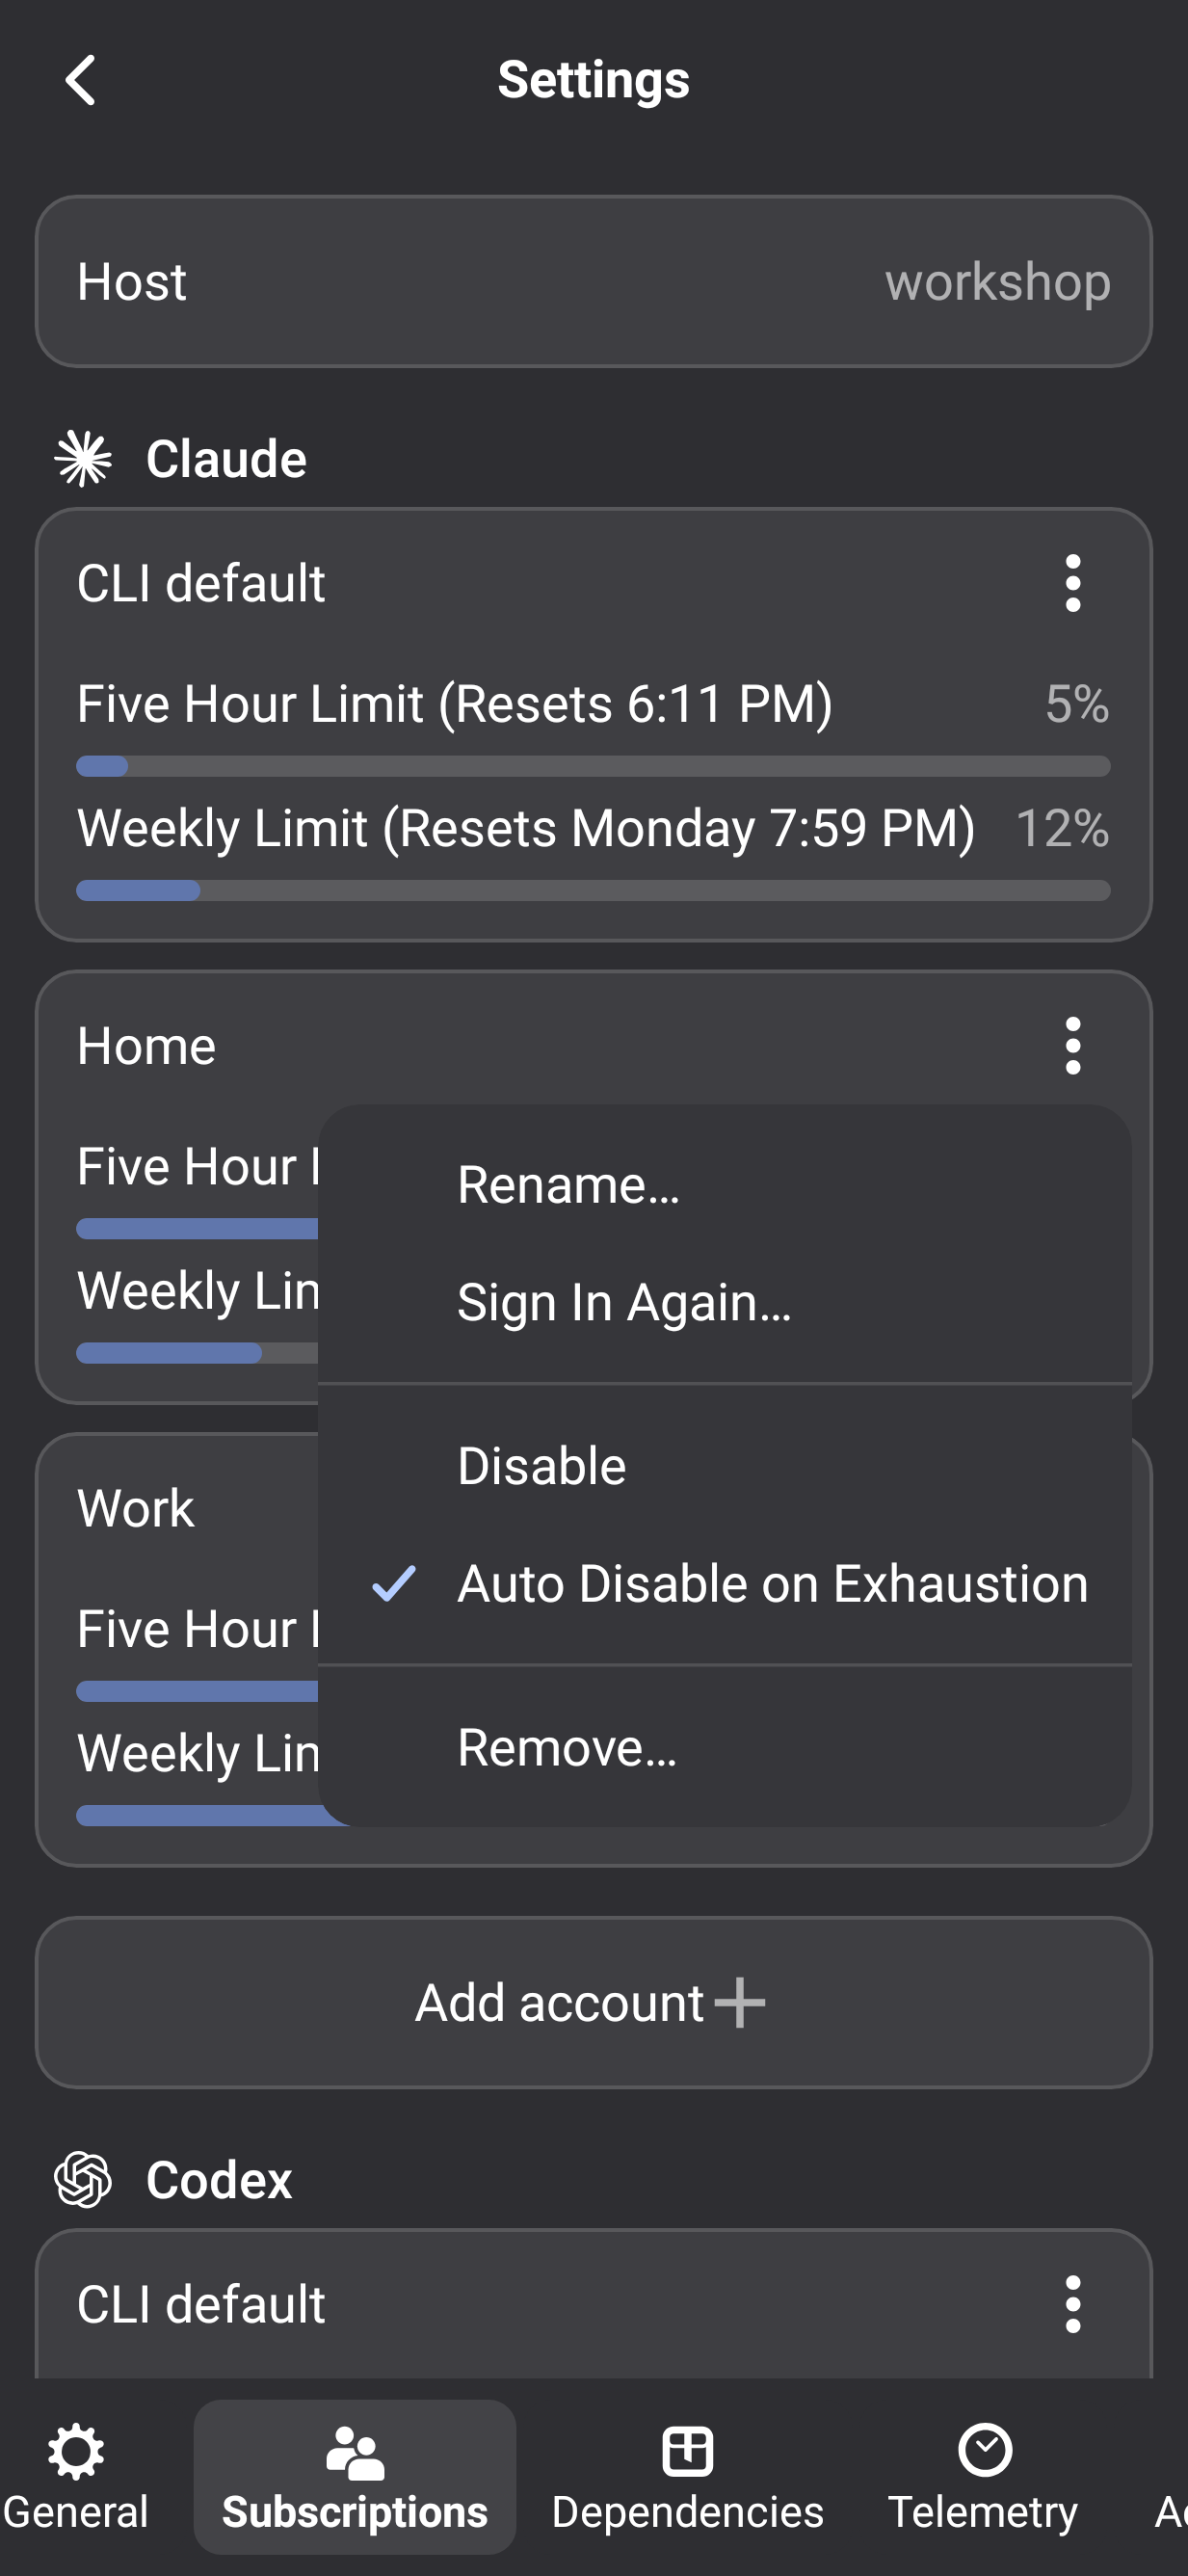 Settings
Host workshop
Claude
CLI default
Five Hour Limit (Resets 6:11 PM) 5%
Weekly Limit (Resets Monday 7:59 PM) 12%
Home
Five Hour
Weekly
Rename…
Sign In Again…
Disable
Auto Disable on Exhaustion
Remove…
Work
Five Hour
Weekly
Add account
Codex
CLI default
General Subscriptions Dependencies Telemetry